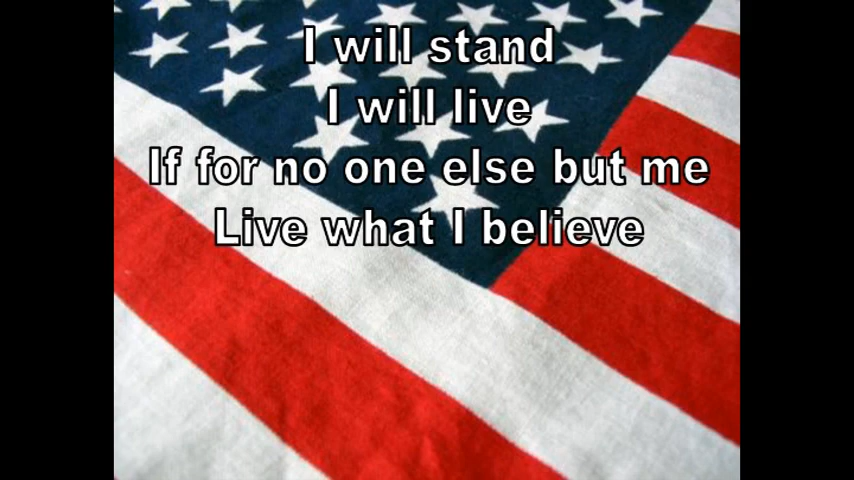 I will stand
I will live
If for no one else but me
Live what I believe